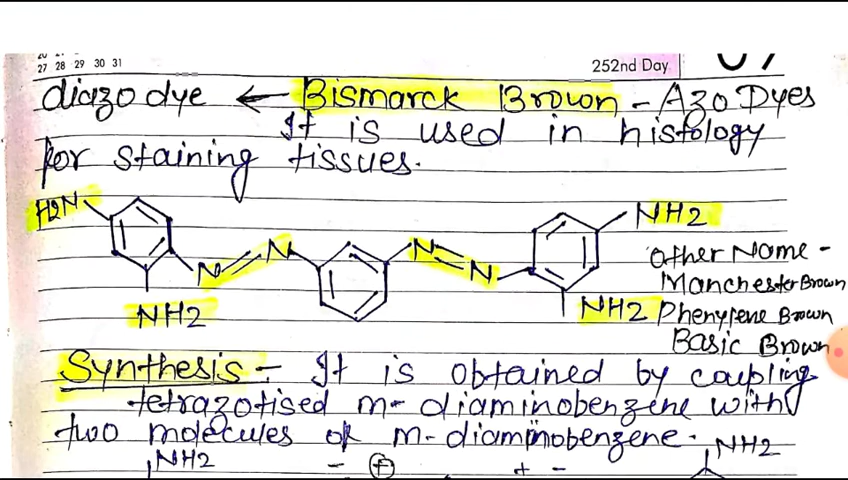 27 28 29 30 31
252nd Day
diazo dye ← Bismarck Brown - Azo Dyes
It is used in histology
for staining tissues.
H2N
NH2
N=N
N=N
NH2
NH2
Other Name -
Manchester Brown
Phenylene Brown
Basic Brown
Synthesis - It is obtained by coupling
tetrazotised m- diaminobenzene with
two molecules of m-diaminobenzene.
NH2
NH2
- ⊕ + -